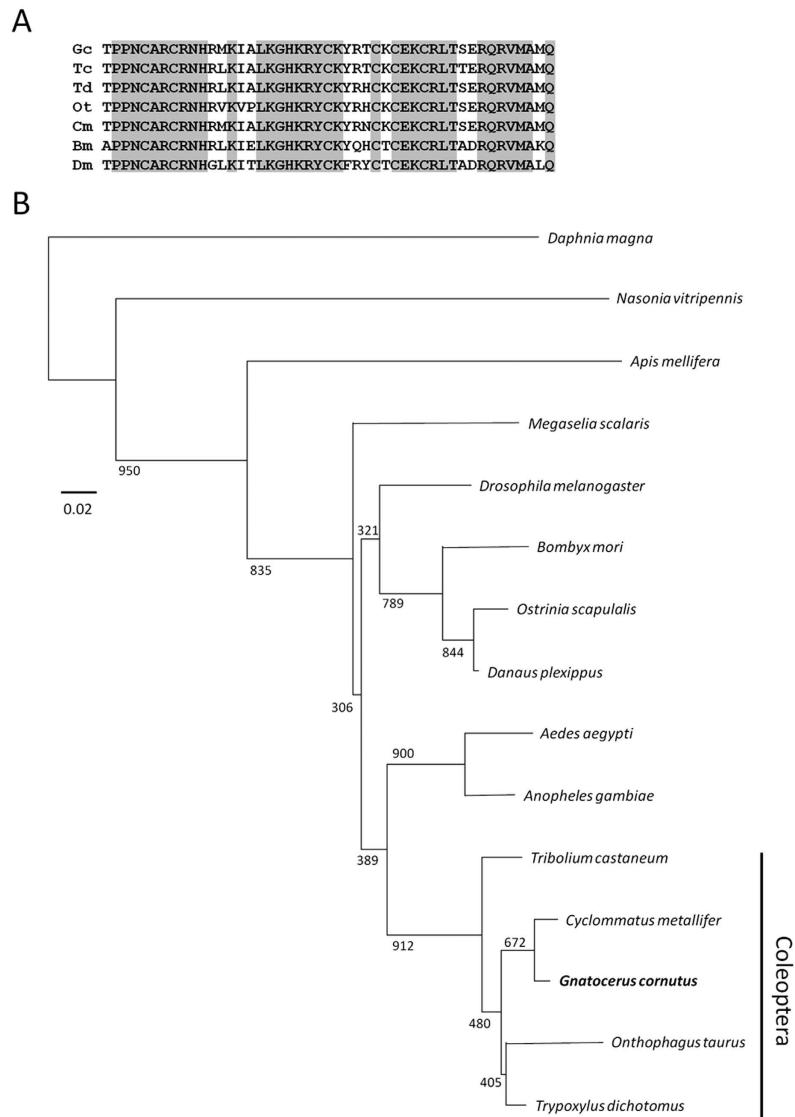 A
Gc TPPNCARCRNHRMKIALKGHKRYCKYRTCKCEKCRLTSERQRVMAMQ
Tc TPPNCARCRNHRLKIALKGHKRYCKYRTCKCEKCRLTTERQRVMAMQ
Td TPPNCARCRNHRLKIALKGHKRYCKYRHCKCEKCRLTSERQRVMAMQ
Ot TPPNCARCRNHRVKVPLKGHKRYCKYRHCKCEKCRLTSERQRVMAMQ
Cm TPPNCARCRNHRMKIALKGHKRYCKYRNCKCEKCRLTSERQRVMAMQ
Bm APPNCARCRNHRLKIELKGHKRYCKYQHCTCEKCRLTADRQRVMAKQ
Dm TPPNCARCRNHGLKITLKGHKRYCKFRYCTCEKCRLTADRQRVMALQ
B
Daphnia magna
Nasonia vitripennis
Apis mellifera
Megaselia scalaris
950
Drosophila melanogaster
0.02
321
Bombyx mori
835
789
Ostrinia scapulalis
844
Danaus plexippus
306
Aedes aegypti
900
Anopheles gambiae
389
Tribolium castaneum
Cyclommatus metallifer
912
672
Gnatocerus cornutus
480
Onthophagus taurus
405
Trypoxylus dichotomus
Coleoptera